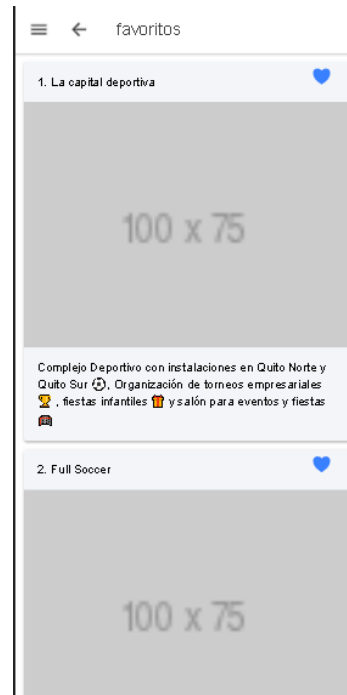 favoritos
1. La capital deportiva
100 x 75
Complejo Deportivo con instalaciones en Quito Norte y
Quito Sur ⚽, Organización de torneos empresariales
🏆 , fiestas infantiles 🎁 y salón para eventos y fiestas
🥅
2. Full Soccer
100 x 75